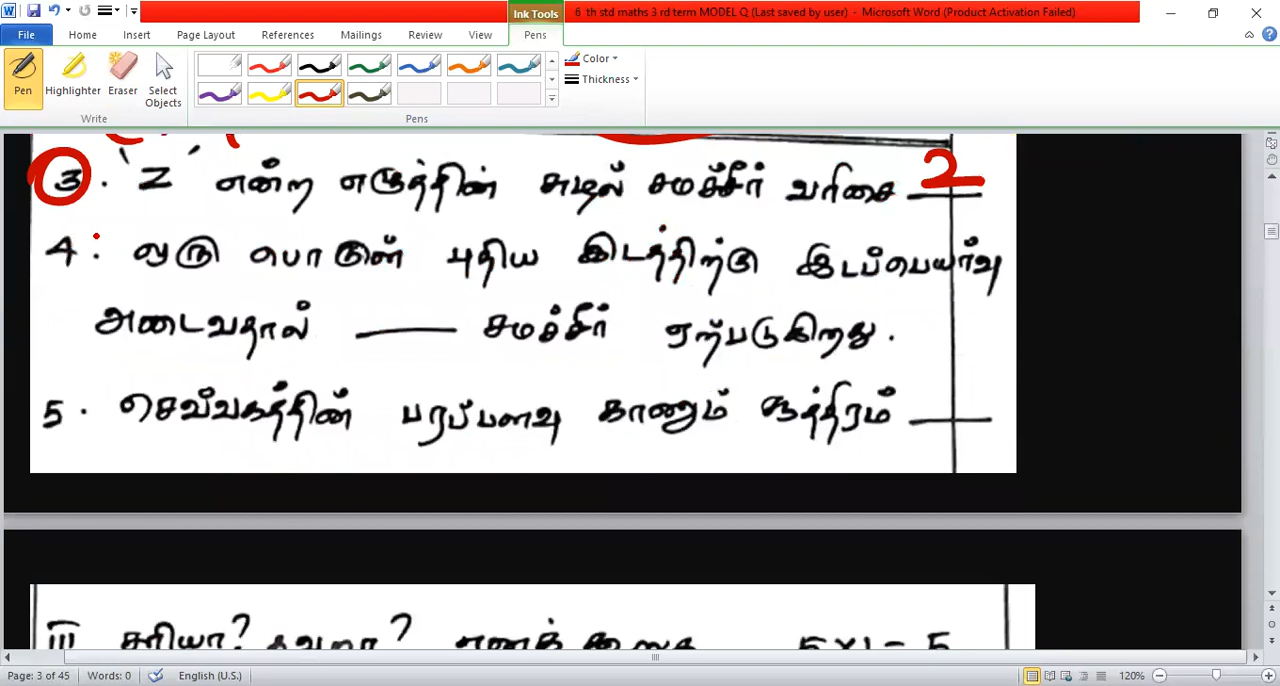 Ink Tools
6 th std maths 3 rd term MODEL Q (Last saved by user) - Microsoft Word (Product Activation Failed)
File Home Insert Page Layout References Mailings Review View Pens
Pen Highlighter Eraser Select Objects
Color
Thickness
Write
Pens
3. 'Z' என்ற எழுத்தின் சுழல் சமச்சீர் வரிசை 2
4. ஒரு பொருள் புதிய இடத்திற்கு இடப்பெயர்வு
அடைவதால் ______ சமச்சீர் ஏற்படுகிறது.
5. செவ்வகத்தின் பரப்பளவு காணும் சூத்திரம் ______
III சரியா? தவறா? எனக் கூறுக 5x1=5
Page: 3 of 45 Words: 0 English (U.S.) 120%